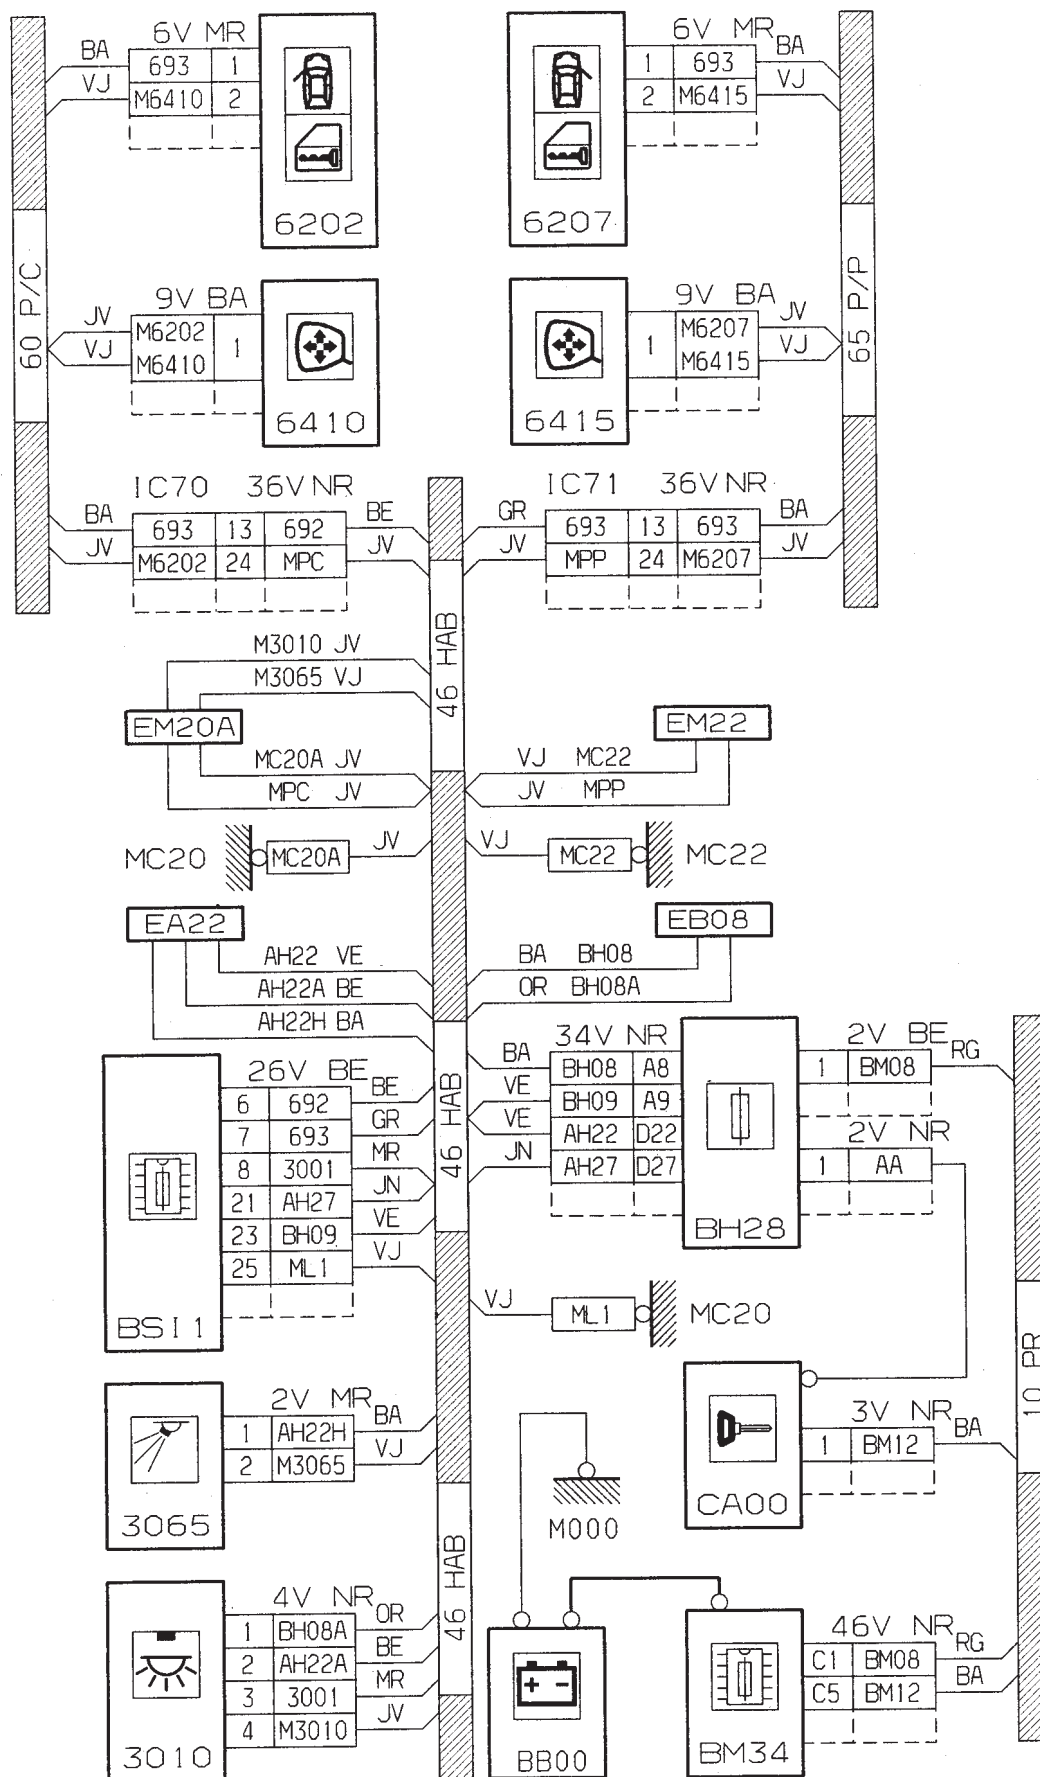 6V MR
BA 693 1
VJ M6410 2
6202
6V MR
1 693 BA
2 M6415 VJ
6207
60 P/C
65 P/P
9V BA
JV M6202
VJ M6410 1
6410
9V BA
1 M6207 JV
M6415 VJ
6415
IC70 36V NR
BA 693 13 692 BE
JV M6202 24 MPC JV
IC71 36V NR
GR 693 13 693 BA
JV MPP 24 M6207 JV
46 HAB
M3010 JV
M3065 VJ
EM20A
MC20A JV
MPC JV
EM22
VJ MC22
JV MPP
MC20 MC20A JV
VJ MC22 MC22
EA22
AH22 VE
AH22A BE
AH22H BA
EB08
BA BH08
OR BH08A
46 HAB
26V BE
6 692 BE
7 693 GR
8 3001 MR
21 AH27 JN
23 BH09 VE
25 ML1 VJ
BSI1
34V NR
BA BH08 A8
VE BH09 A9
VE AH22 D22
JN AH27 D27
BH28
2V BE
1 BM08 RG
2V NR
1 AA
VJ ML1 MC20
10 PR
2V MR
1 AH22H BA
2 M3065 VJ
3065
M000
3V NR
1 BM12 BA
CA00
46 HAB
4V NR
1 BH08A OR
2 AH22A BE
3 3001 MR
4 M3010 JV
3010
+ -
BB00
46V NR
C1 BM08 RG
C5 BM12 BA
BM34